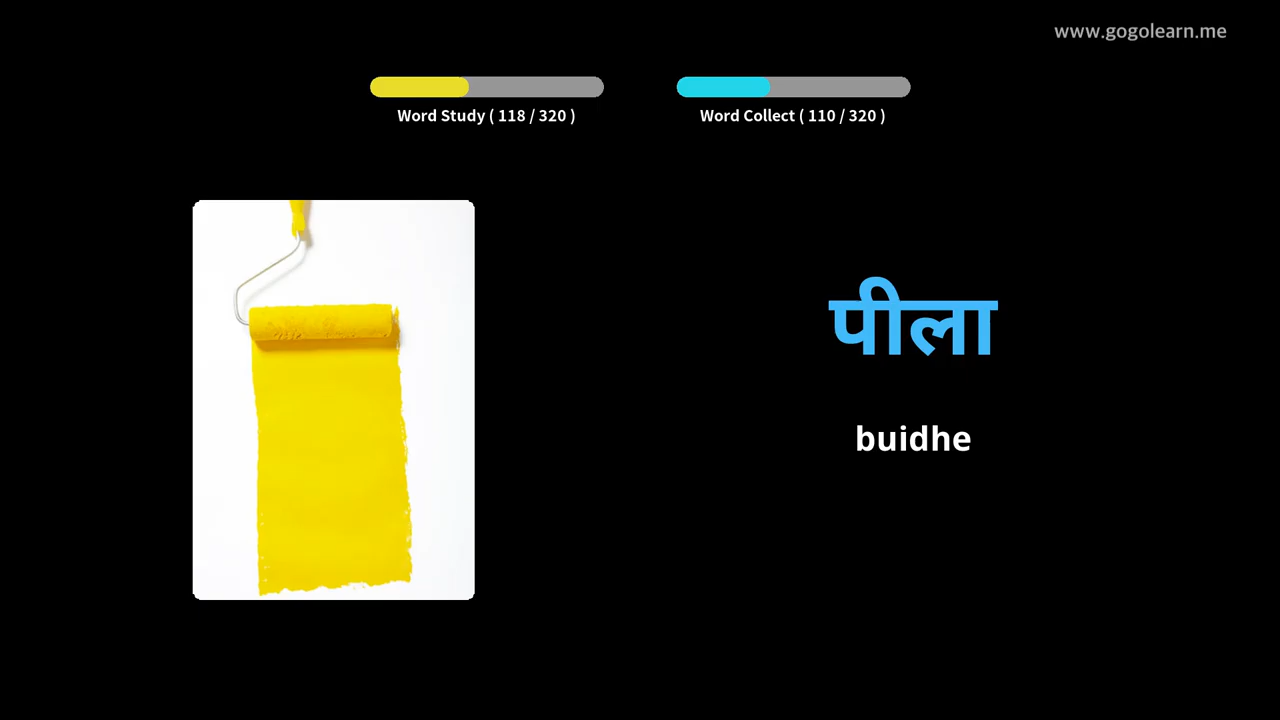 www.gogolearn.me
Word Study ( 118 / 320 )
Word Collect ( 110 / 320 )
पीला
buidhe